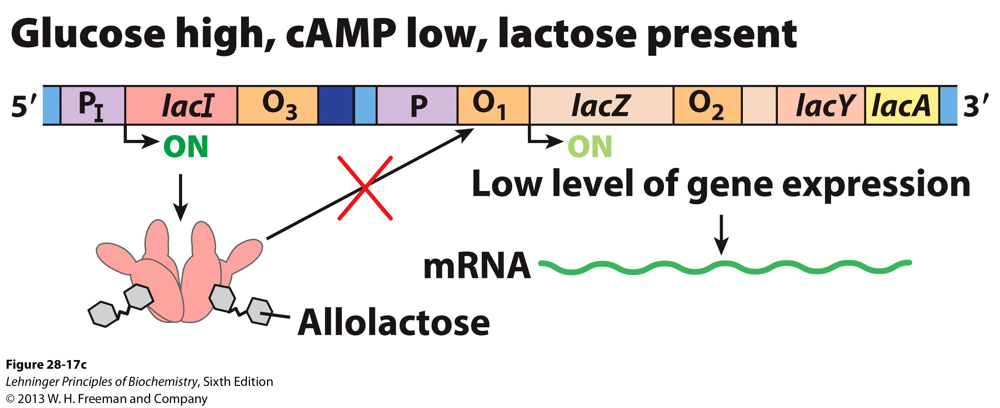 Glucose high, cAMP low, lactose present
5′ PI lacI O3 P O1 lacZ O2 lacY lacA 3′
ON ON
Low level of gene expression
mRNA
Allolactose
Figure 28-17c
Lehninger Principles of Biochemistry, Sixth Edition
© 2013 W. H. Freeman and Company